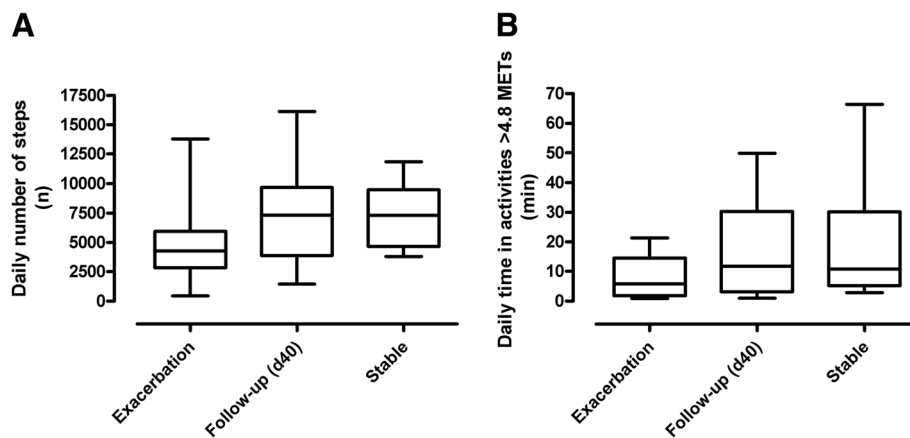 A
Daily number of steps
(n)
17500
15000
12500
10000
7500
5000
2500
0
Exacerbation
Follow-up (d40)
Stable
B
Daily time in activities >4.8 METs
(min)
70
60
50
40
30
20
10
0
Exacerbation
Follow-up (d40)
Stable